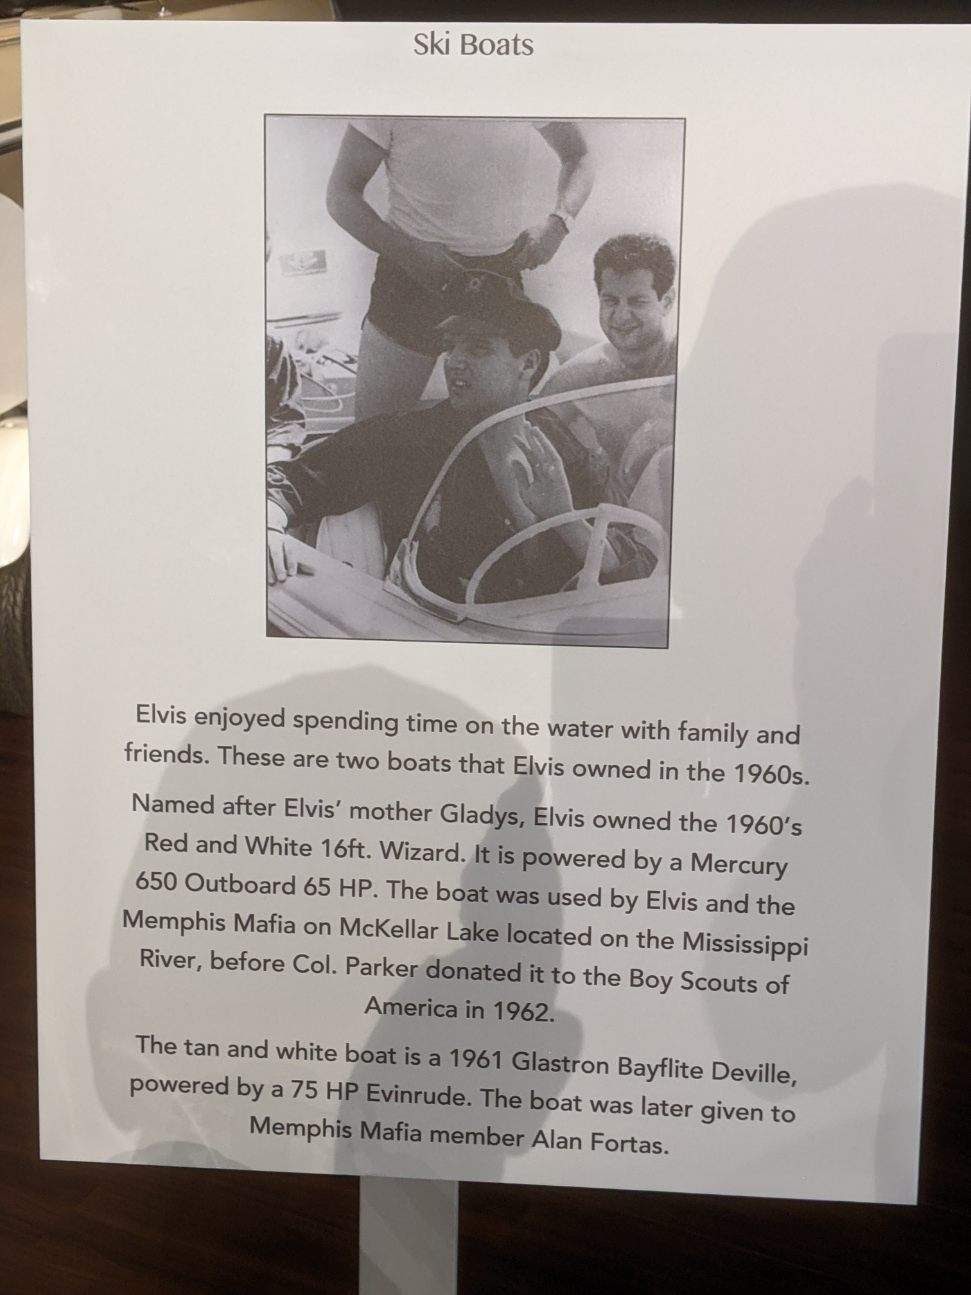 Ski Boats
Elvis enjoyed spending time on the water with family and
friends. These are two boats that Elvis owned in the 1960s.
Named after Elvis’ mother Gladys, Elvis owned the 1960’s
Red and White 16ft. Wizard. It is powered by a Mercury
650 Outboard 65 HP. The boat was used by Elvis and the
Memphis Mafia on McKellar Lake located on the Mississippi
River, before Col. Parker donated it to the Boy Scouts of
America in 1962.
The tan and white boat is a 1961 Glastron Bayflite Deville,
powered by a 75 HP Evinrude. The boat was later given to
Memphis Mafia member Alan Fortas.